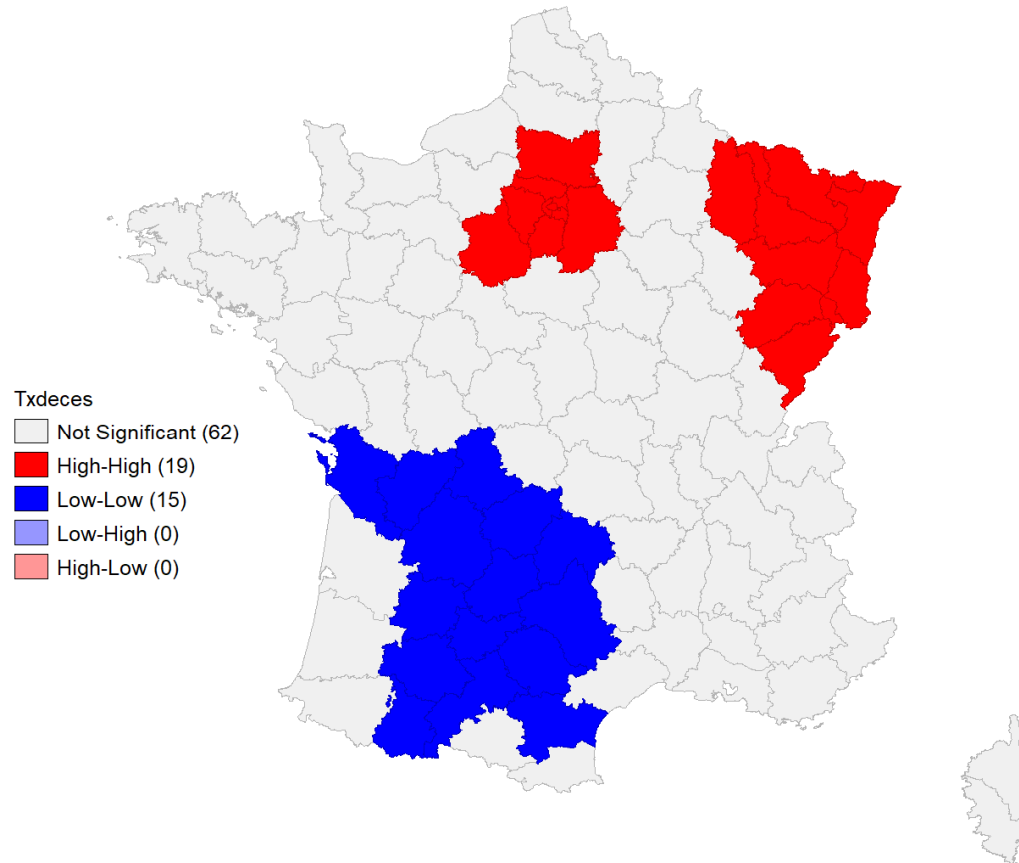 Txdeces
Not Significant (62)
High-High (19)
Low-Low (15)
Low-High (0)
High-Low (0)